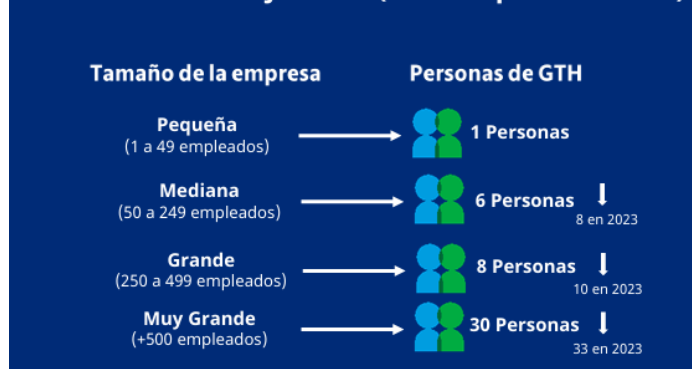 Tamaño de la empresa
Personas de GTH
Pequeña
(1 a 49 empleados)
1 Personas
Mediana
(50 a 249 empleados)
6 Personas
8 en 2023
Grande
(250 a 499 empleados)
8 Personas
10 en 2023
Muy Grande
(+500 empleados)
30 Personas
33 en 2023